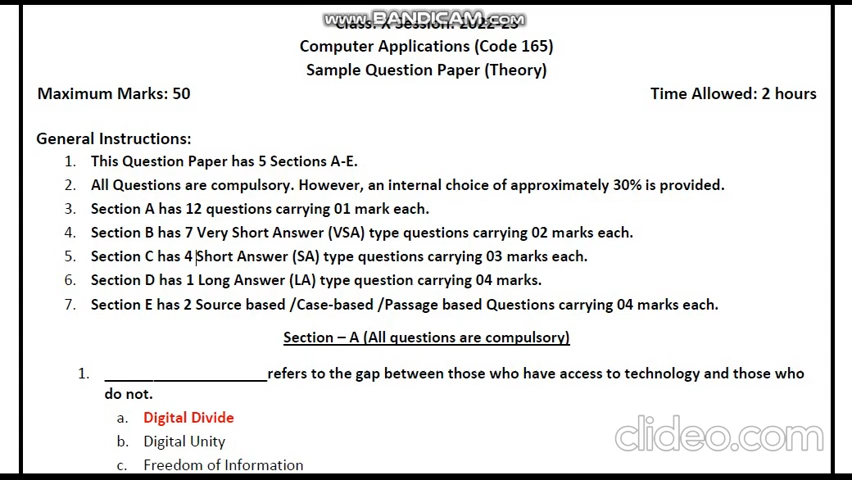 www.BANDICAM.com
Class: X Session: 2022-23
Computer Applications (Code 165)
Sample Question Paper (Theory)
Maximum Marks: 50 Time Allowed: 2 hours
General Instructions:
1. This Question Paper has 5 Sections A-E.
2. All Questions are compulsory. However, an internal choice of approximately 30% is provided.
3. Section A has 12 questions carrying 01 mark each.
4. Section B has 7 Very Short Answer (VSA) type questions carrying 02 marks each.
5. Section C has 4 Short Answer (SA) type questions carrying 03 marks each.
6. Section D has 1 Long Answer (LA) type question carrying 04 marks.
7. Section E has 2 Source based /Case-based /Passage based Questions carrying 04 marks each.
Section – A (All questions are compulsory)
1. ____________________refers to the gap between those who have access to technology and those who
do not.
a. Digital Divide
b. Digital Unity
c. Freedom of Information
clideo.com